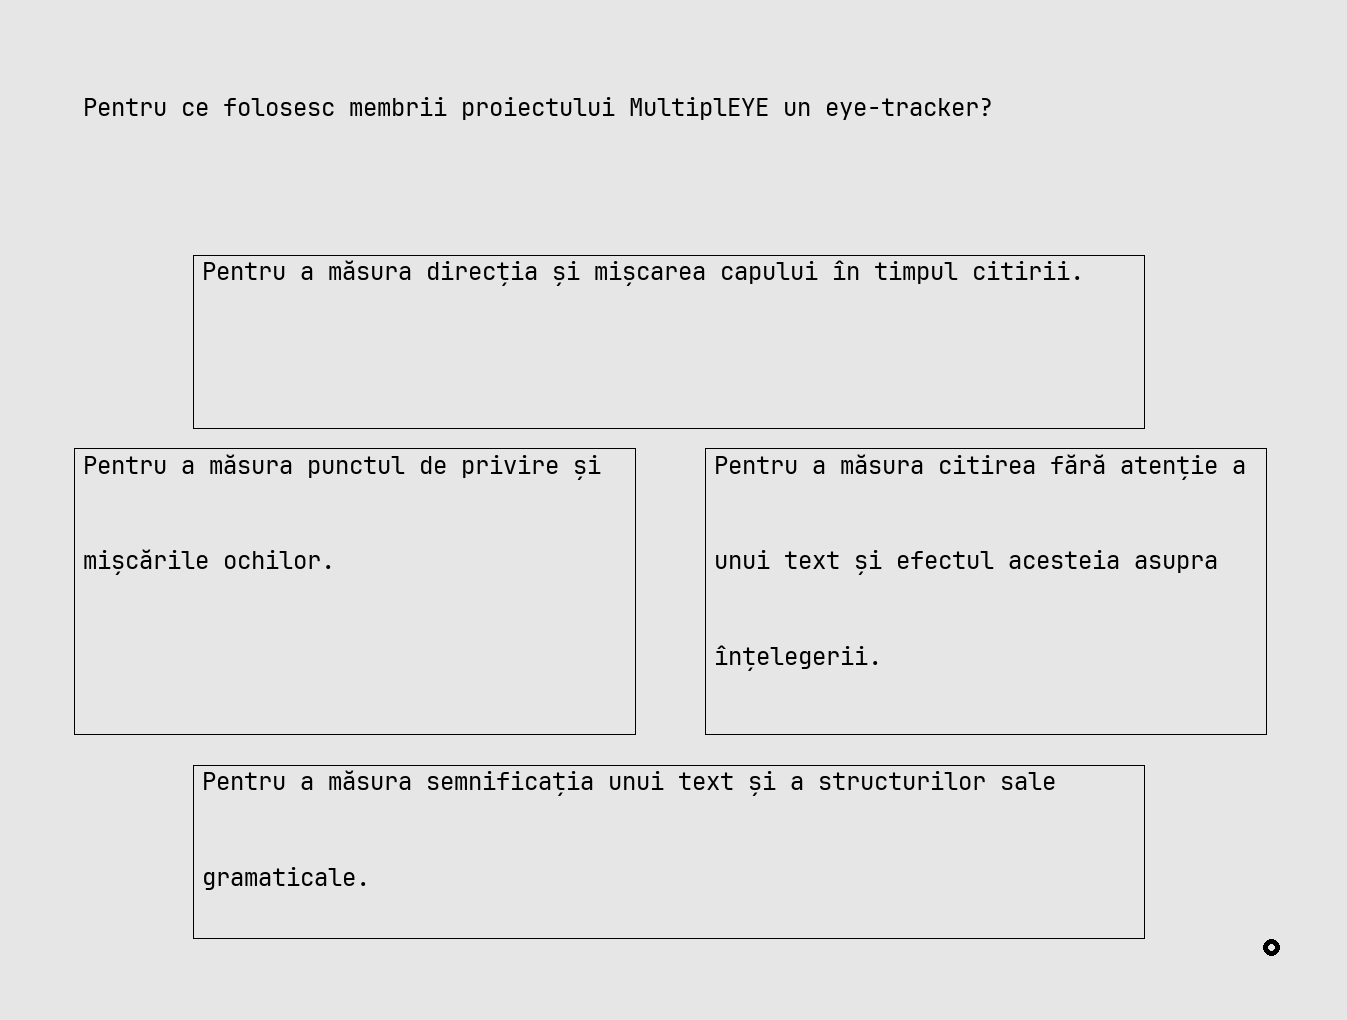 Pentru ce folosesc membrii proiectului MultiplEYE un eye-tracker?
Pentru a măsura direcția și mișcarea capului în timpul citirii.
Pentru a măsura punctul de privire și
mișcările ochilor.
Pentru a măsura citirea fără atenție a
unui text și efectul acesteia asupra
înțelegerii.
Pentru a măsura semnificația unui text și a structurilor sale
gramaticale.